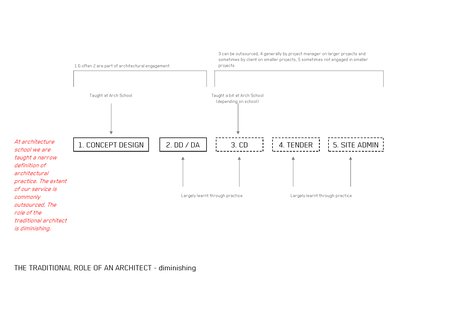 3 can be outsourced, 4 generally by project manager on larger projects and
sometimes by client on smaller projects, 5 sometimes not engaged in smaller
projects
1 & often 2 are part of architectural engagement
Taught at Arch School
Taught a bit at Arch School
(depending on school)
1. CONCEPT DESIGN
2. DD / DA
3. CD
4. TENDER
5. SITE ADMIN
At architecture
school we are
taught a narrow
definition of
architectural
practice. The extent
of our service is
commonly
outsourced. The
role of the
traditional architect
is diminishing.
Largely learnt through practice
Largely learnt through practice
THE TRADITIONAL ROLE OF AN ARCHITECT - diminishing